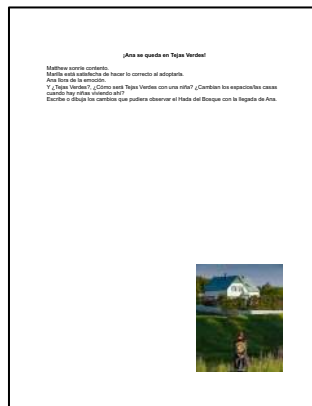 ¡Ana se queda en Tejas Verdes!
Matthew sonríe contento.
Marilla está satisfecha de hacer lo correcto al adoptarla.
Ana llora de la emoción.
Y ¿Tejas Verdes?, ¿Cómo será Tejas Verdes con una niña? ¿Cambian los espacios/las casas
cuando hay niñas viviendo ahí?
Escribe o dibuja los cambios que pudiera observar el Hada del Bosque con la llegada de Ana.